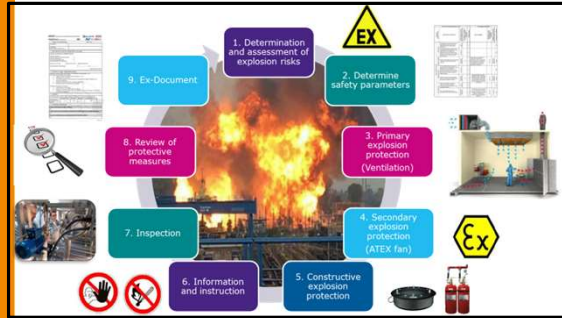 1. Determination
and assessment of
explosion risks
EX
2. Determine
safety parameters
3. Primary
explosion
protection
(Ventilation)
4. Secondary
explosion
protection
(ATEX fan)
Ex
5. Constructive
explosion
protection
6. Information
and instruction
7. Inspection
8. Review of
protective
measures
9. Ex-Document